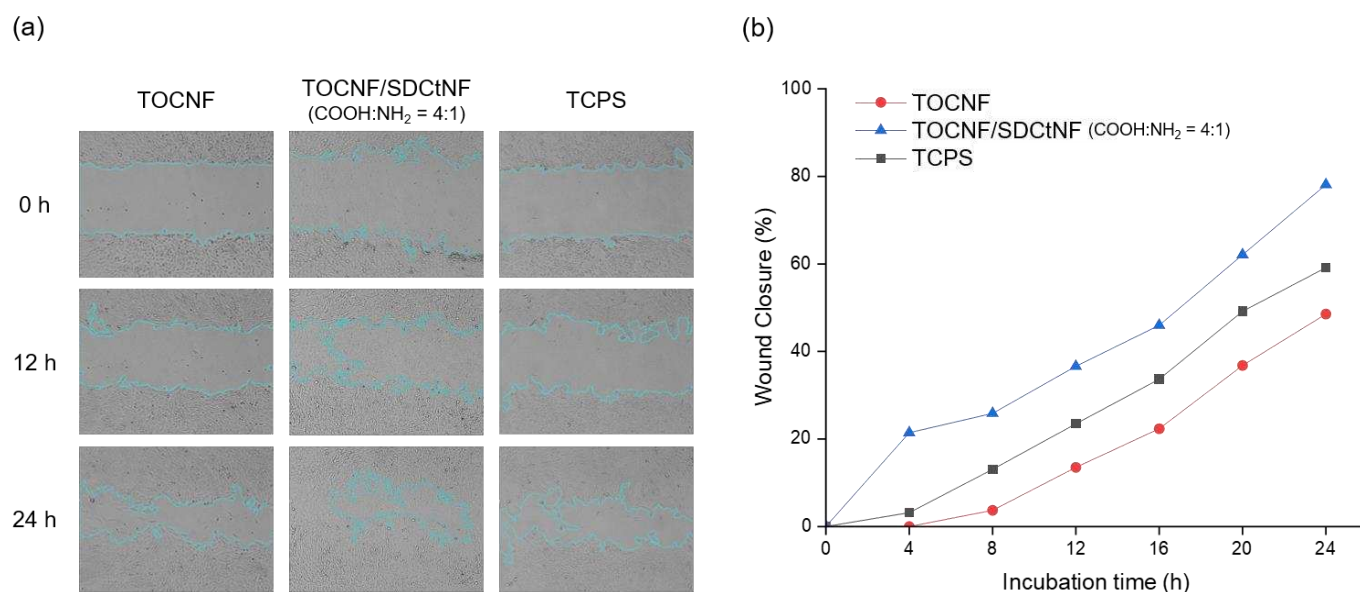 (a)
TOCNF
TOCNF/SDCtNF
(COOH:NH₂ = 4:1)
TCPS
0 h
12 h
24 h
(b)
Wound Closure (%)
100
80
60
40
20
0
TOCNF
TOCNF/SDCtNF (COOH:NH₂ = 4:1)
TCPS
0 4 8 12 16 20 24
Incubation time (h)